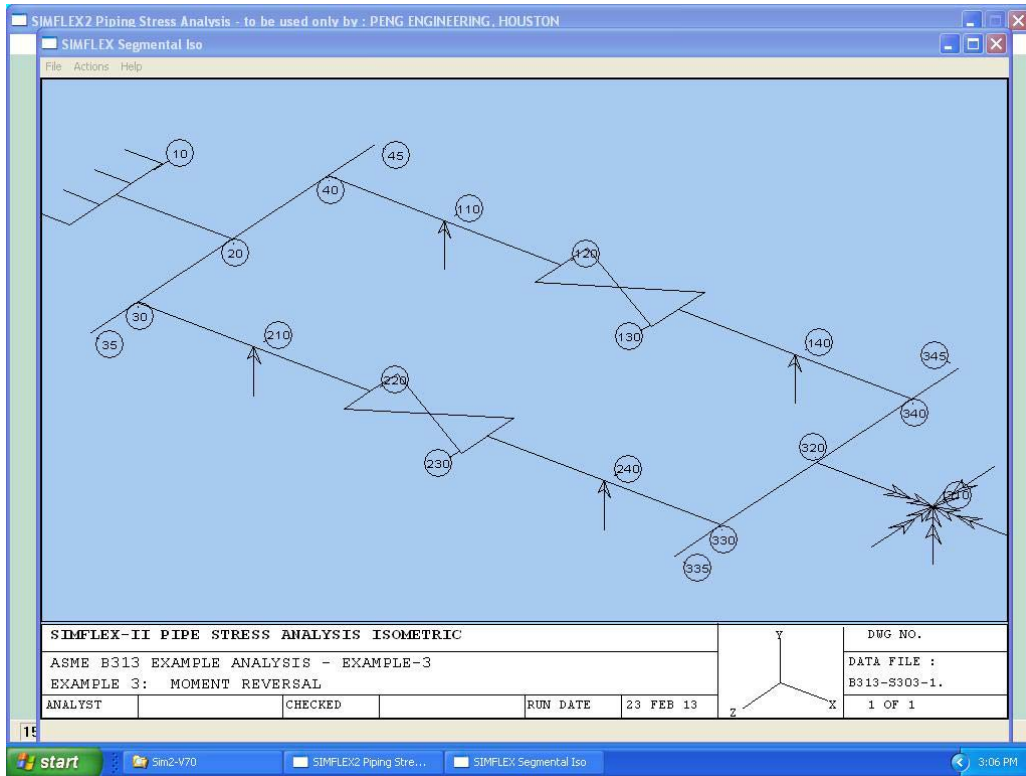 SIMFLEX2 Piping Stress Analysis - to be used only by : PENG ENGINEERING, HOUSTON
SIMFLEX Segmental Iso
File Actions Help
10
45
40
110
20
120
30
35
210
130
140
345
220
340
230
320
240
310
330
335
SIMFLEX-II PIPE STRESS ANALYSIS ISOMETRIC
ASME B313 EXAMPLE ANALYSIS - EXAMPLE-3
EXAMPLE 3: MOMENT REVERSAL
ANALYST CHECKED RUN DATE 23 FEB 13
Y
Z X
DWG NO.
DATA FILE :
B313-S303-1.
1 OF 1
15
start Sim2-V70 SIMFLEX2 Piping Stre... SIMFLEX Segmental Iso 3:06 PM